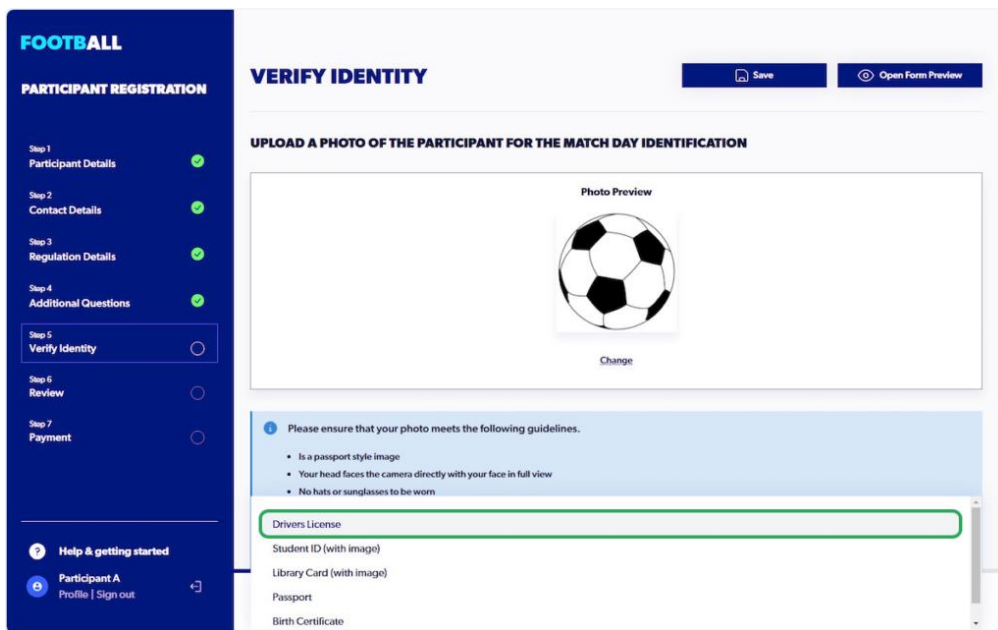 FOOTBALL
PARTICIPANT REGISTRATION
Step 1
Participant Details
Step 2
Contact Details
Step 3
Regulation Details
Step 4
Additional Questions
Step 5
Verify Identity
Step 6
Review
Step 7
Payment
Help & getting started
Participant A
Profile | Sign out
VERIFY IDENTITY
Save
Open Form Preview
UPLOAD A PHOTO OF THE PARTICIPANT FOR THE MATCH DAY IDENTIFICATION
Photo Preview
Change
Please ensure that your photo meets the following guidelines.
• Is a passport style image
• Your head faces the camera directly with your face in full view
• No hats or sunglasses to be worn
Drivers License
Student ID (with image)
Library Card (with image)
Passport
Birth Certificate